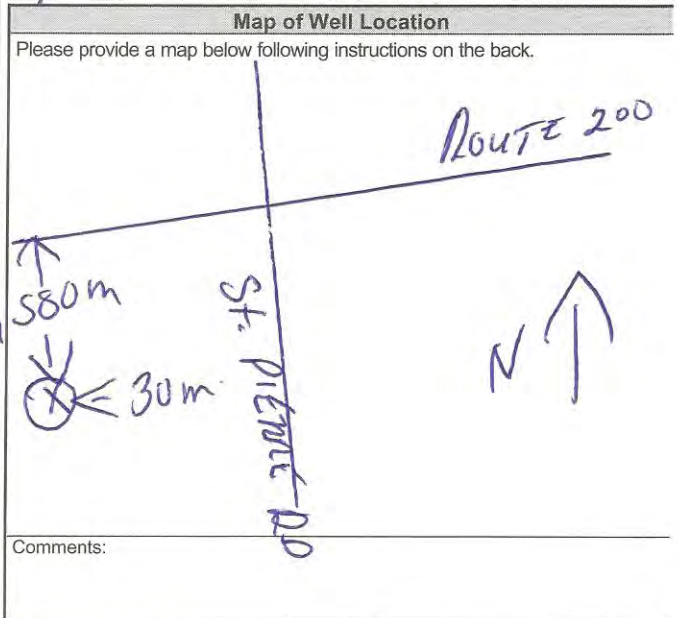 Map of Well Location
Please provide a map below following instructions on the back.
ROUTE 200
580m
30m
N
St. PIERRE RD
Comments: